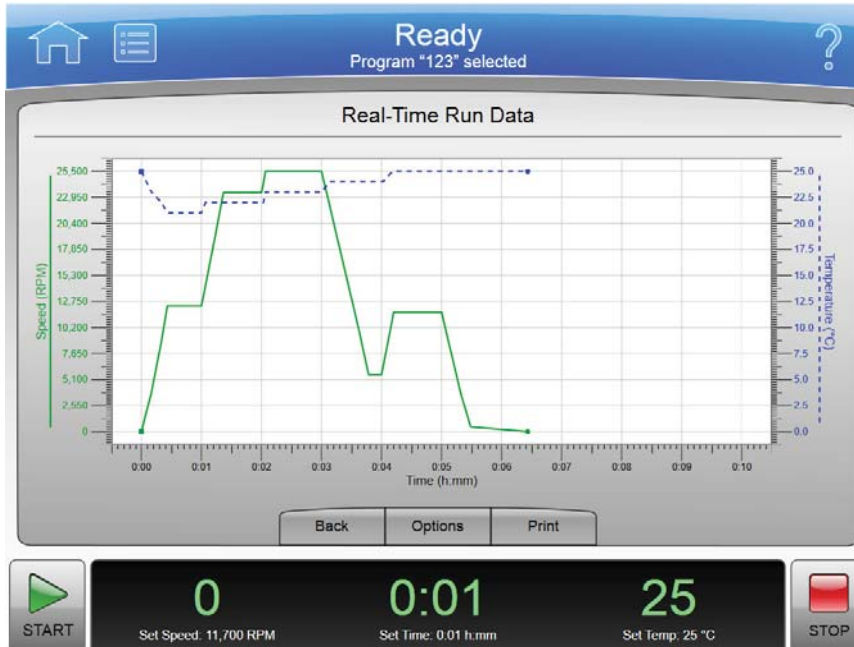 Ready
Program “123” selected
Real-Time Run Data
25,500
22,950
20,400
17,850
15,300
12,750
10,200
7,650
5,100
2,550
0
Speed (RPM)
25.0
22.5
20.0
17.5
15.0
12.5
10.0
7.5
5.0
2.5
0.0
Temperature (°C)
0:00 0:01 0:02 0:03 0:04 0:05 0:06 0:07 0:08 0:09 0:10
Time (h:mm)
Back Options Print
START
0 0:01 25
Set Speed: 11,700 RPM Set Time: 0:01 h:mm Set Temp: 25 °C
STOP